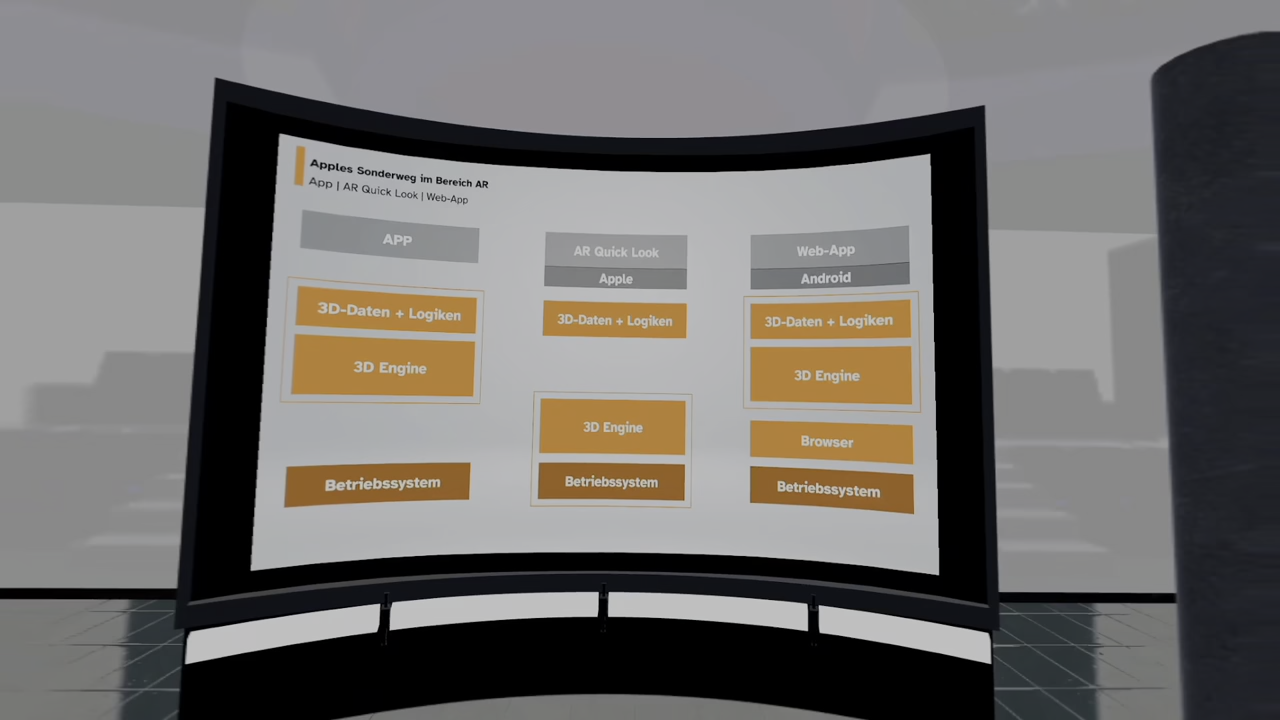 Apples Sonderweg im Bereich AR
App | AR Quick Look | Web-App
APP
3D-Daten + Logiken
3D Engine
Betriebssystem
AR Quick Look
Apple
3D-Daten + Logiken
3D Engine
Betriebssystem
Web-App
Android
3D-Daten + Logiken
3D Engine
Browser
Betriebssystem